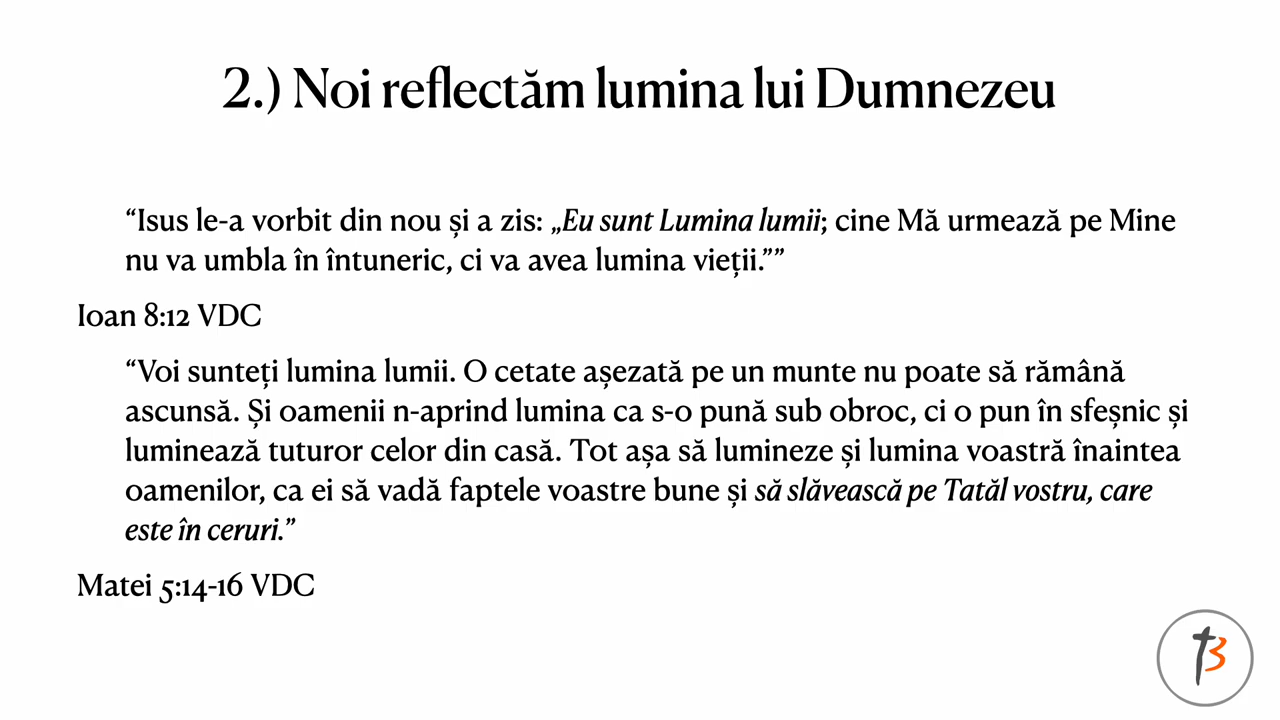 2.) Noi reflectăm lumina lui Dumnezeu
“Isus le-a vorbit din nou și a zis: „Eu sunt Lumina lumii; cine Mă urmează pe Mine
nu va umbla în întuneric, ci va avea lumina vieții.””
Ioan 8:12 VDC
“Voi sunteți lumina lumii. O cetate așezată pe un munte nu poate să rămână
ascunsă. Și oamenii n-aprind lumina ca s-o pună sub obroc, ci o pun în sfeșnic și
luminează tuturor celor din casă. Tot așa să lumineze și lumina voastră înaintea
oamenilor, ca ei să vadă faptele voastre bune și să slăvească pe Tatăl vostru, care
este în ceruri.”
Matei 5:14-16 VDC